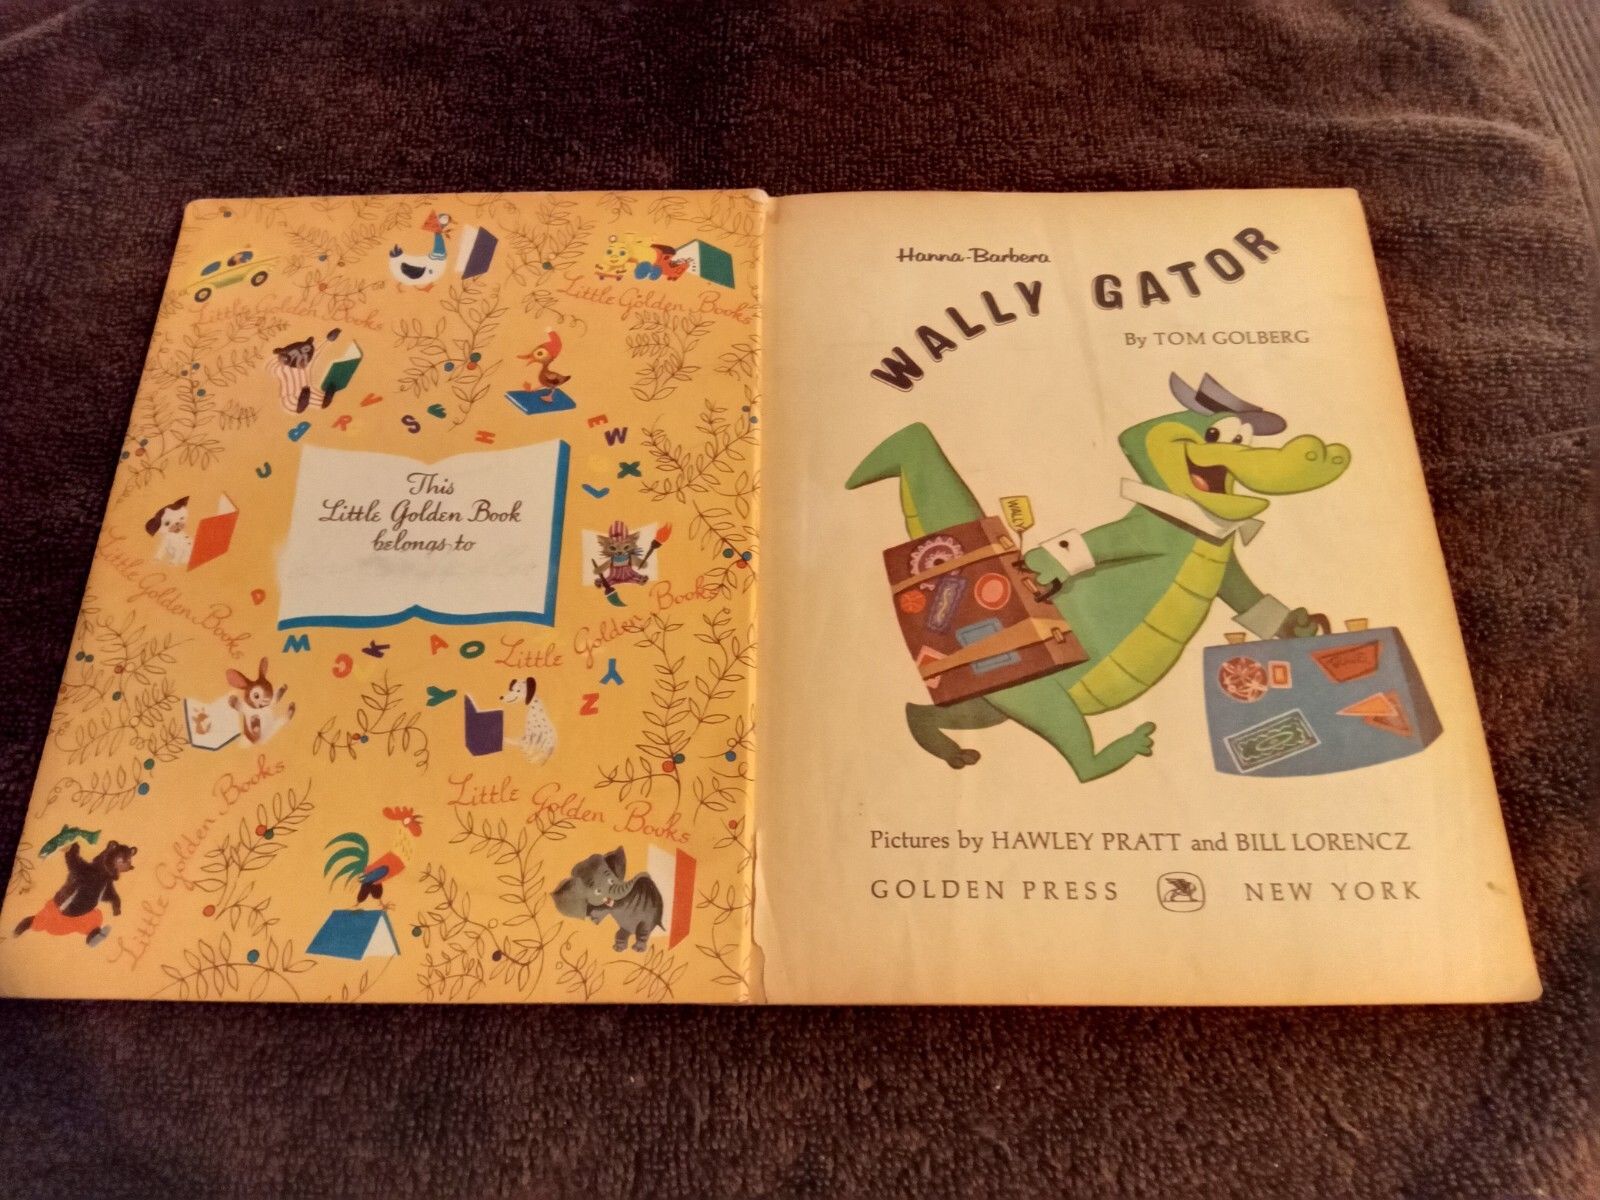 Little Golden Books
Little Golden Books
B R V S F H E W
U X
V
This
Little Golden Book
belongs to
Little Golden Books
D
W C K A O
Little Golden Books
Y Y
Z
Little Golden Books
Little Golden Books
Hanna-Barbera
WALLY GATOR
By TOM GOLBERG
WALLY
Pictures by HAWLEY PRATT and BILL LORENCZ
GOLDEN PRESS NEW YORK